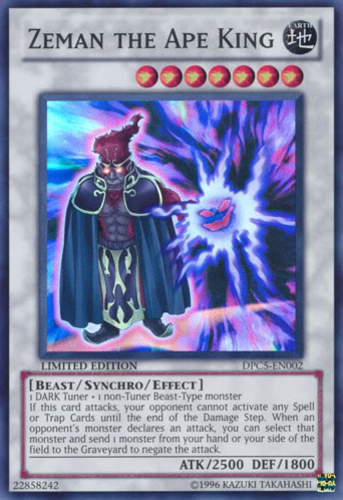 ZEMAN THE APE KING
EARTH
地
LIMITED EDITION DPC5-EN002
[BEAST/SYNCHRO/EFFECT]
1 DARK Tuner + 1 non-Tuner Beast-Type monster
If this card attacks, your opponent cannot activate any Spell
or Trap Cards until the end of the Damage Step. When an
opponent's monster declares an attack, you can select that
monster and send 1 monster from your hand or your side of
the field to the Graveyard to negate the attack.
ATK/2500 DEF/1800
22858242 ©1996 KAZUKI TAKAHASHI